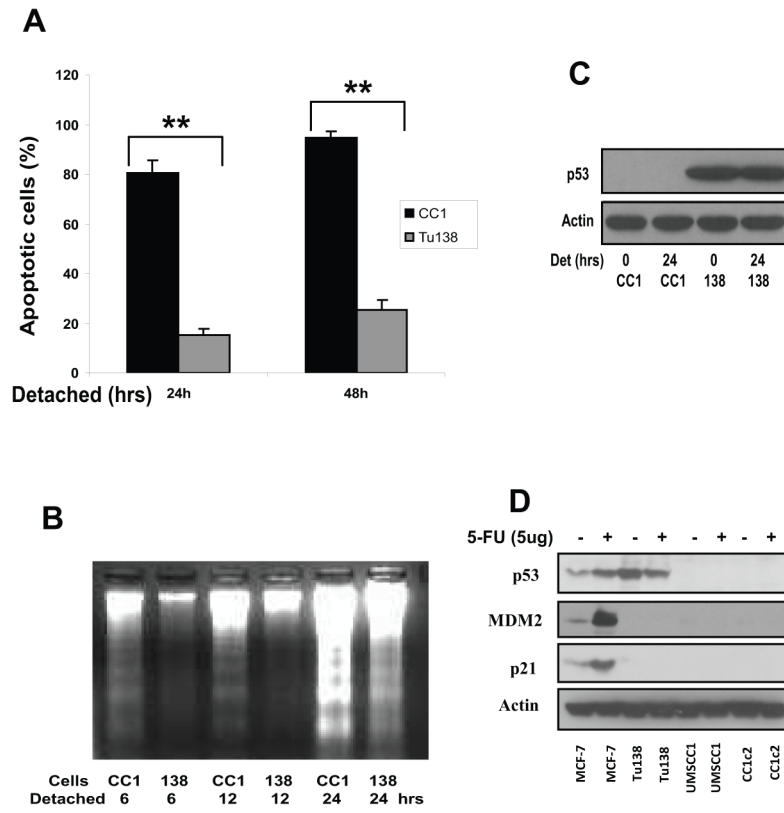 A
120
100
80
60
40
20
0
Apoptotic cells (%)
**
**
CC1
Tu138
Detached (hrs) 24h 48h
C
p53
Actin
Det (hrs) 0 24 0 24
CC1 CC1 138 138
B
Cells CC1 138 CC1 138 CC1 138
Detached 6 6 12 12 24 24 hrs
D
5-FU (5ug) - + - + - + - +
p53
MDM2
p21
Actin
MCF-7 MCF-7 Tu138 Tu138 UMSCC1 UMSCC1 CC1c2 CC1c2